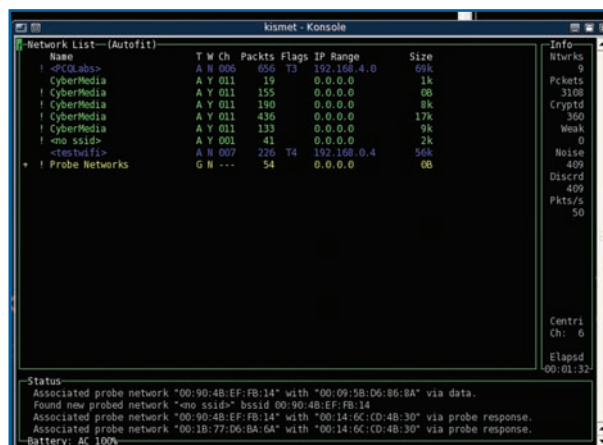 kismet - Konsole
Network List—(Autofit)
Name T W Ch Packts Flags IP Range Size
! <PCQLabs> A N 006 656 T3 192.168.4.0 69k
CyberMedia A Y 011 19 0.0.0.0 1k
! CyberMedia A Y 011 155 0.0.0.0 0B
! CyberMedia A Y 011 190 0.0.0.0 8k
! CyberMedia A Y 011 436 0.0.0.0 17k
! CyberMedia A Y 011 133 0.0.0.0 9k
! <no ssid> A Y 001 41 0.0.0.0 2k
<testwifi> A N 007 226 T4 192.168.0.4 56k
+ ! Probe Networks G N --- 54 0.0.0.0 0B
Info
Ntwrks
9
Pckets
3108
Cryptd
360
Weak
0
Noise
409
Discrd
409
Pkts/s
50
Centri
Ch: 6
Elapsd
00:01:32
Status
Associated probe network "00:90:4B:EF:FB:14" with "00:09:5B:D6:86:8A" via data.
Found new probed network "<no ssid>" bssid 00:90:4B:EF:FB:14
Associated probe network "00:90:4B:EF:FB:14" with "00:14:6C:CD:4B:30" via probe response.
Associated probe network "00:1B:77:D6:BA:6A" with "00:14:6C:CD:4B:30" via probe response.
Battery: AC 100%